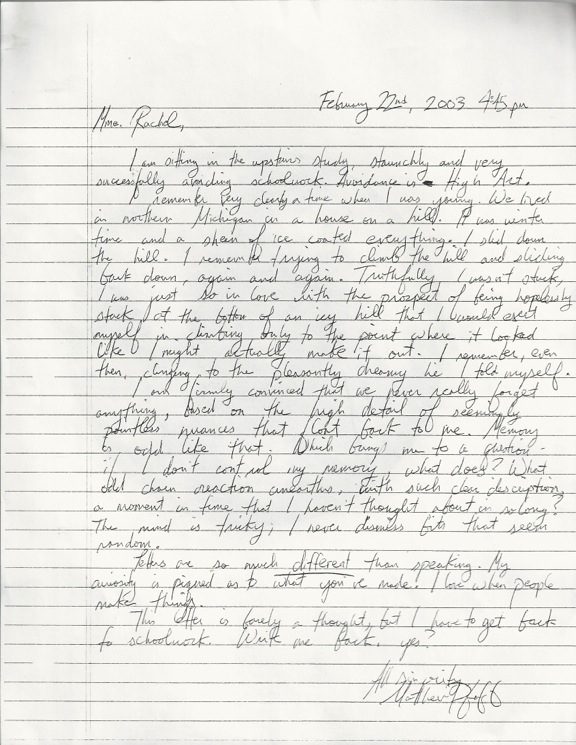 February 22nd, 2003 4:45 pm
Mme. Rachel,
I am sitting in the upstairs study, staunchly and very
successfully avoiding schoolwork. Avoidance is High Art.
I remember very clearly a time when I was young. We lived
in northern Michigan in a house on a hill. It was winter
time and a sheen of ice coated everything. I slid down
the hill. I remember trying to climb the hill and sliding
back down, again and again. Truthfully I wasn't stuck,
I was just so in love with the prospect of being hopelessly
stuck at the bottom of an icy hill that I would exert
myself in climbing only to the point where it looked
like I might actually make it out. I remember, even
then, clinging to the pleasantly dreamy lie I told myself.
I am firmly convinced that we never really forget
anything, based on the high detail of seemingly
pointless nuances that float back to me. Memory
is odd like that. Which brings me to a question -
if I don't control my memory, what does? What
odd chain reaction unearths, with such clear description,
a moment in time that I haven't thought about in so long?
The mind is tricky; I never dismiss bits that seem
random.
Letters are so much different than speaking. My
curiosity is piqued as to what you've made. I love when people
make things.
This letter is barely a thought, but I have to get back
to schoolwork. Write me back, yes?
All sincerity,
Matthew